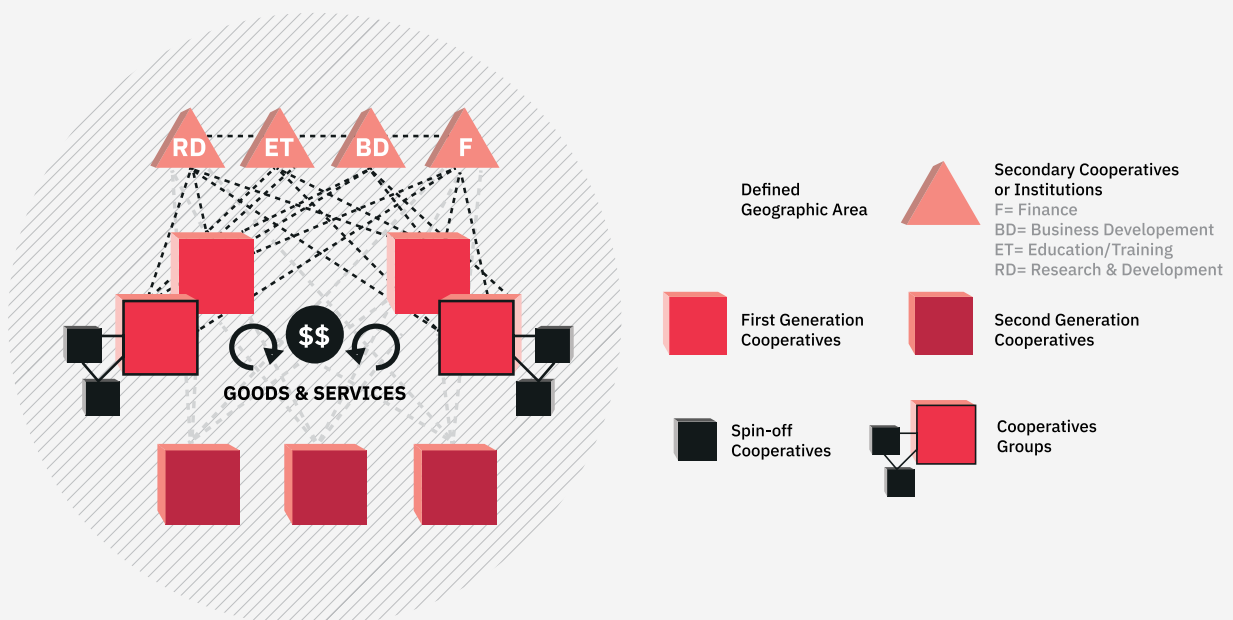 RD
ET
BD
F
$$
GOODS & SERVICES
Defined
Geographic Area
Secondary Cooperatives
or Institutions
F= Finance
BD= Business Developement
ET= Education/Training
RD= Research & Development
First Generation
Cooperatives
Second Generation
Cooperatives
Spin-off
Cooperatives
Cooperatives
Groups